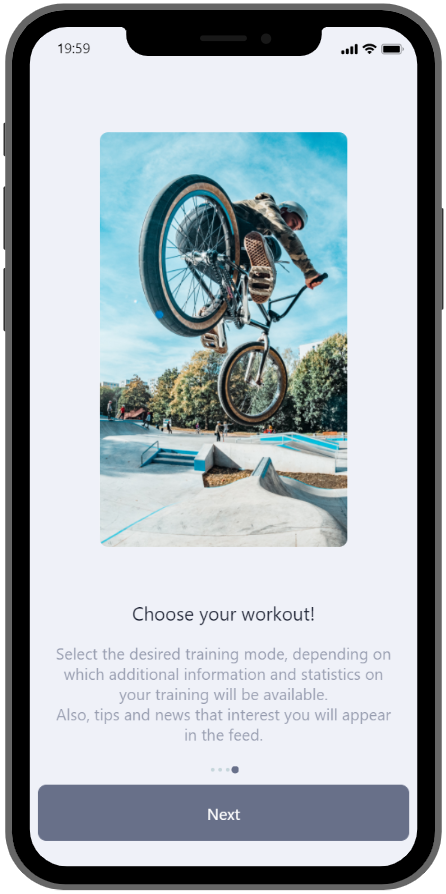 19:59
Choose your workout!
Select the desired training mode, depending on
which additional information and statistics on
your training will be available.
Also, tips and news that interest you will appear
in the feed.
Next